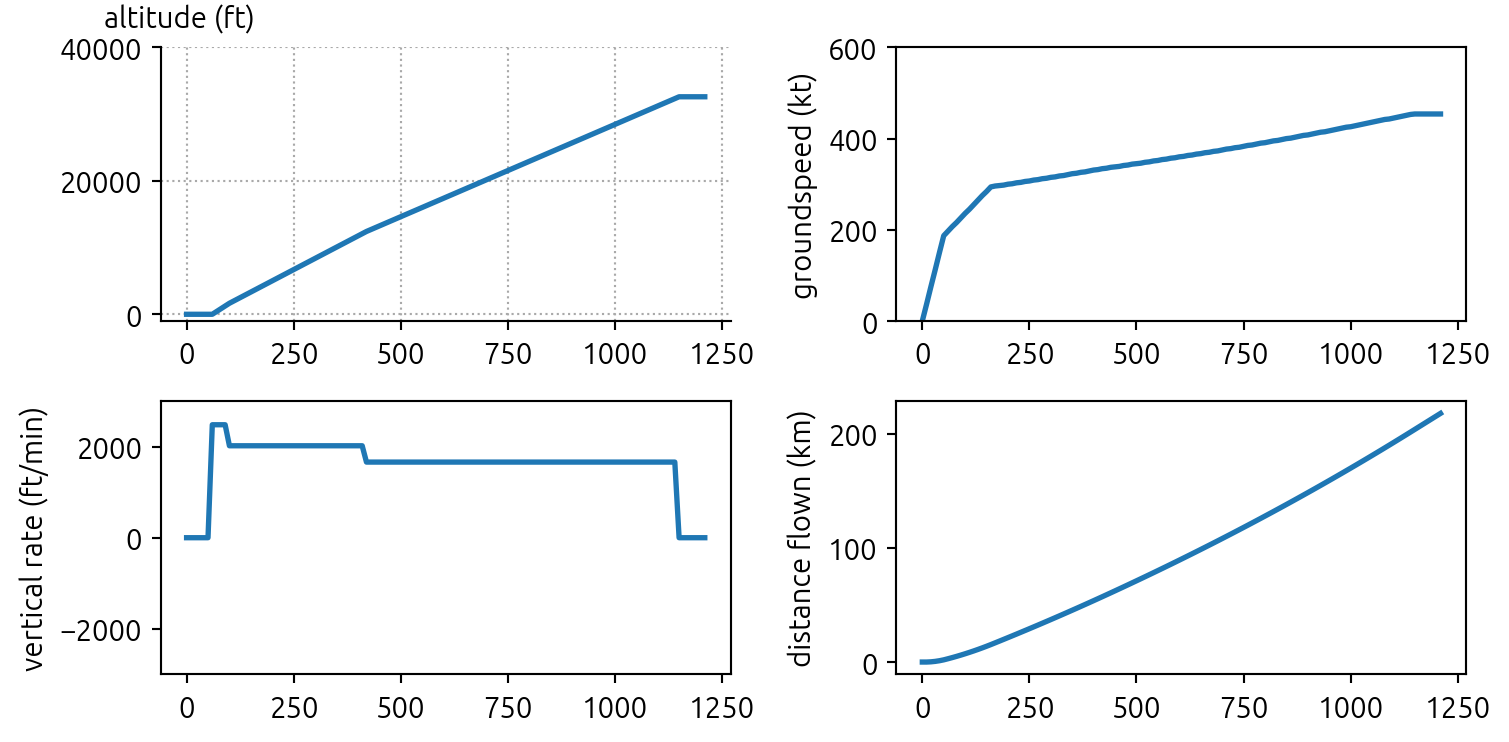 altitude (ft)
40000
20000
0
0 250 500 750 1000 1250
groundspeed (kt)
600
400
200
0
0 250 500 750 1000 1250
vertical rate (ft/min)
2000
0
−2000
0 250 500 750 1000 1250
distance flown (km)
200
100
0
0 250 500 750 1000 1250